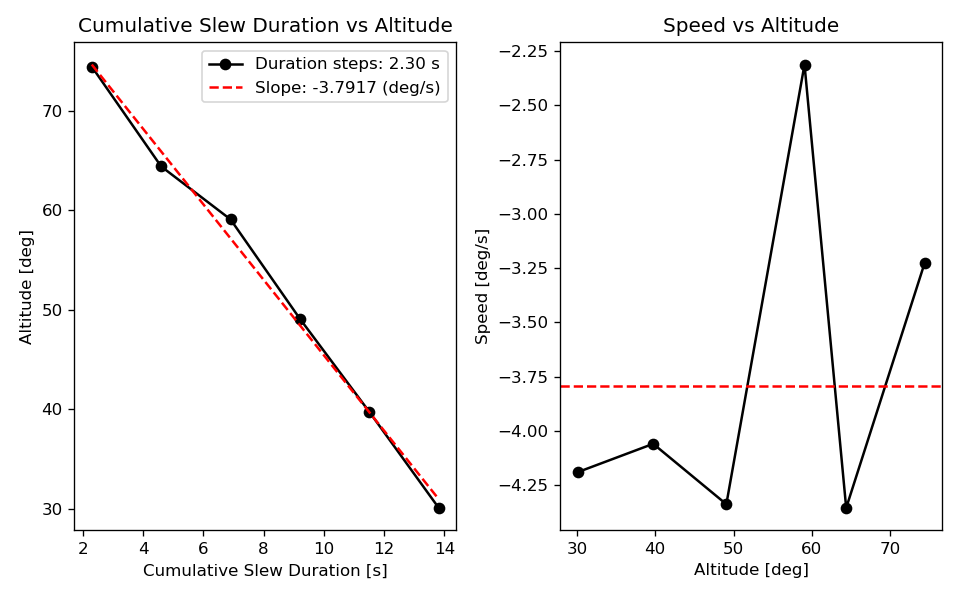 Cumulative Slew Duration vs Altitude
Duration steps: 2.30 s
Slope: -3.7917 (deg/s)
Altitude [deg]
70
60
50
40
30
2 4 6 8 10 12 14
Cumulative Slew Duration [s]
Speed vs Altitude
Speed [deg/s]
−2.25
−2.50
−2.75
−3.00
−3.25
−3.50
−3.75
−4.00
−4.25
30 40 50 60 70
Altitude [deg]